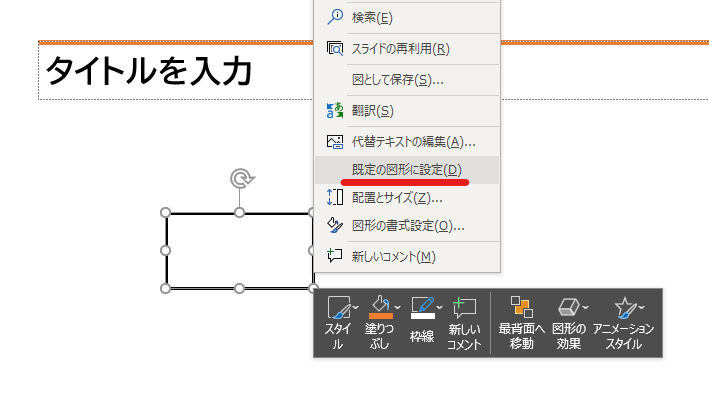 検索(E)
スライドの再利用(R)
タイトルを入力
図として保存(S)...
翻訳(S)
代替テキストの編集(A)...
既定の図形に設定(D)
配置とサイズ(Z)...
図形の書式設定(O)...
新しいコメント(M)
スタイ
ル
塗りつ
ぶし
枠線
新しい
コメント
最背面へ
移動
図形の
効果
アニメーション
スタイル